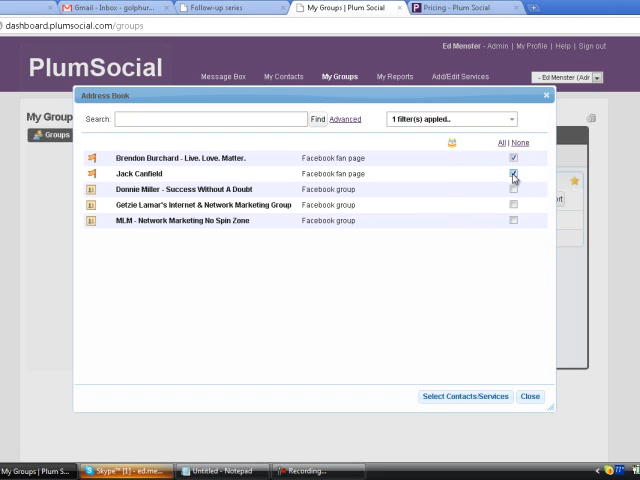 Gmail - Inbox - golphur...
Follow-up series
My Groups | Plum Social
Pricing - Plum Social
dashboard.plumsocial.com/groups
Ed Menster - Admin | My Profile | Help | Sign out
PlumSocial
Message Box
My Contacts
My Groups
My Reports
Add/Edit Services
- Ed Menster (Adr
Address Book
My Group
Groups
Search:
Find
Advanced
1 filter(s) appled..
All | None
Brendon Burchard - Live. Love. Matter.
Facebook fan page
Jack Canfield
Facebook fan page
Donnie Miller - Success Without A Doubt
Facebook group
Getzie Lamar's Internet & Network Marketing Group
Facebook group
MLM - Network Marketing No Spin Zone
Facebook group
Select Contacts/Services
Close
My Groups | Plum S...
Skype™ [1] - ed.me...
Untitled - Notepad
Recording...
77°